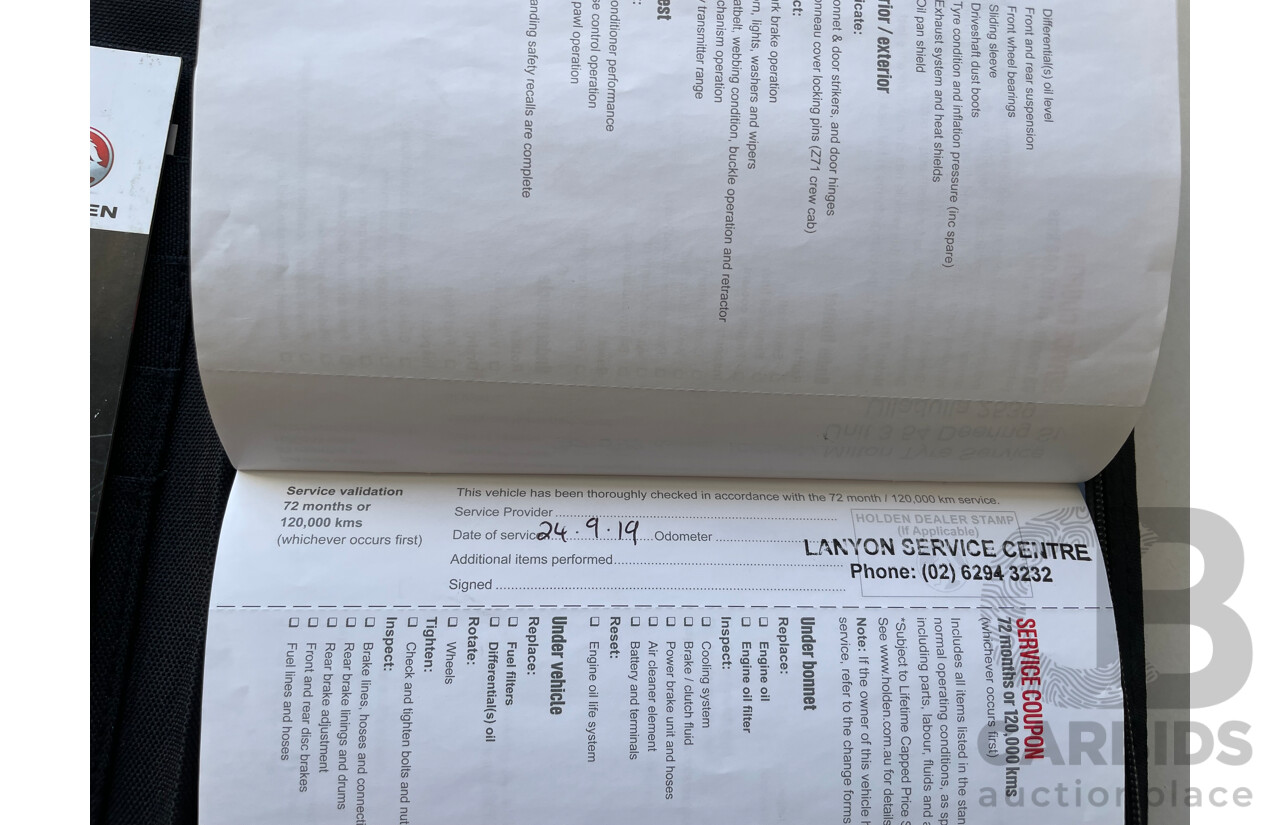 Differential(s) oil level
Front and rear suspension
Front wheel bearings
Sliding sleeve
Driveshaft dust boots
Tyre condition and inflation pressure (inc spare)
Exhaust system and heat shields
Oil pan shield
rior / exterior
icate:
onnet & door strikers, and door hinges
onneau cover locking pins (Z71 crew cab)
ct:
rk brake operation
rn, lights, washers and wipers
atbelt, webbing condition, buckle operation and retractor
chanism operation
y transmitter range
est
onditioner performance
se control operation
pawl operation
anding safety recalls are complete
EN
Service validation
72 months or
120,000 kms
(whichever occurs first)
This vehicle has been thoroughly checked in accordance with the 72 month / 120,000 km service.
Service Provider
Date of service 24.9.19 Odometer
Additional items performed
Signed
HOLDEN DEALER STAMP
(If Applicable)
LANYON SERVICE CENTRE
Phone: (02) 6294 3232
SERVICE COUPON
72 months or 120,000 kms
(whichever occurs first)
Includes all items listed in the stan
normal operating conditions, as sp
including parts, labour, fluids and a
*Subject to Lifetime Capped Price S
See www.holden.com.au for details
Note: If the owner of this vehicle h
service, refer to the change forms
Under bonnet
Replace:
Engine oil
Engine oil filter
Inspect:
Cooling system
Brake / clutch fluid
Power brake unit and hoses
Air cleaner element
Battery and terminals
Reset:
Engine oil life system
Under vehicle
Replace:
Fuel filters
Differential(s) oil
Rotate:
Wheels
Tighten:
Check and tighten bolts and nut
Inspect:
Brake lines, hoses and connecti
Rear brake linings and drums
Rear brake adjustment
Front and rear disc brakes
Fuel lines and hoses
CARBIDS
auctionplace